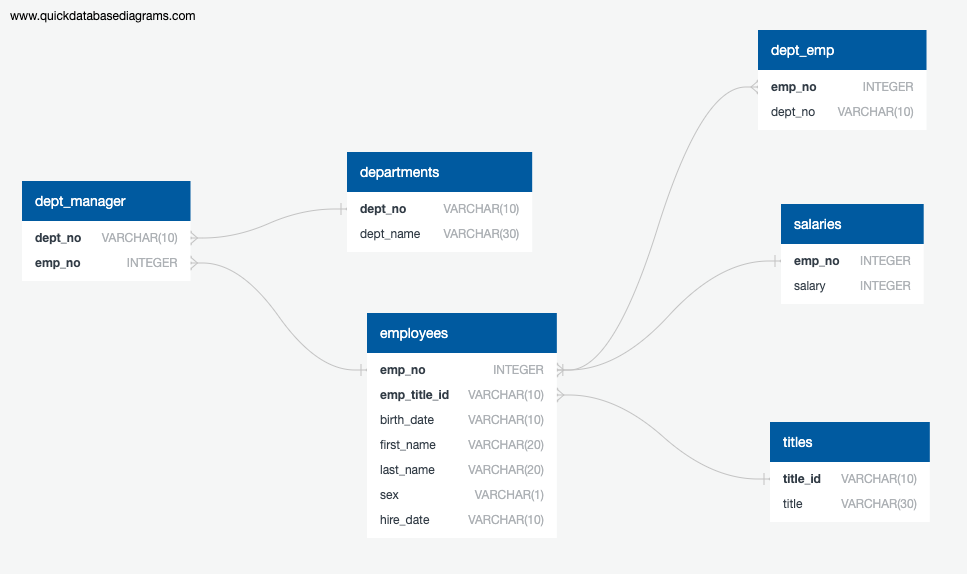 www.quickdatabasediagrams.com
dept_emp
emp_no INTEGER
dept_no VARCHAR(10)
departments
dept_no VARCHAR(10)
dept_name VARCHAR(30)
dept_manager
dept_no VARCHAR(10)
emp_no INTEGER
salaries
emp_no INTEGER
salary INTEGER
employees
emp_no INTEGER
emp_title_id VARCHAR(10)
birth_date VARCHAR(10)
first_name VARCHAR(20)
last_name VARCHAR(20)
sex VARCHAR(1)
hire_date VARCHAR(10)
titles
title_id VARCHAR(10)
title VARCHAR(30)